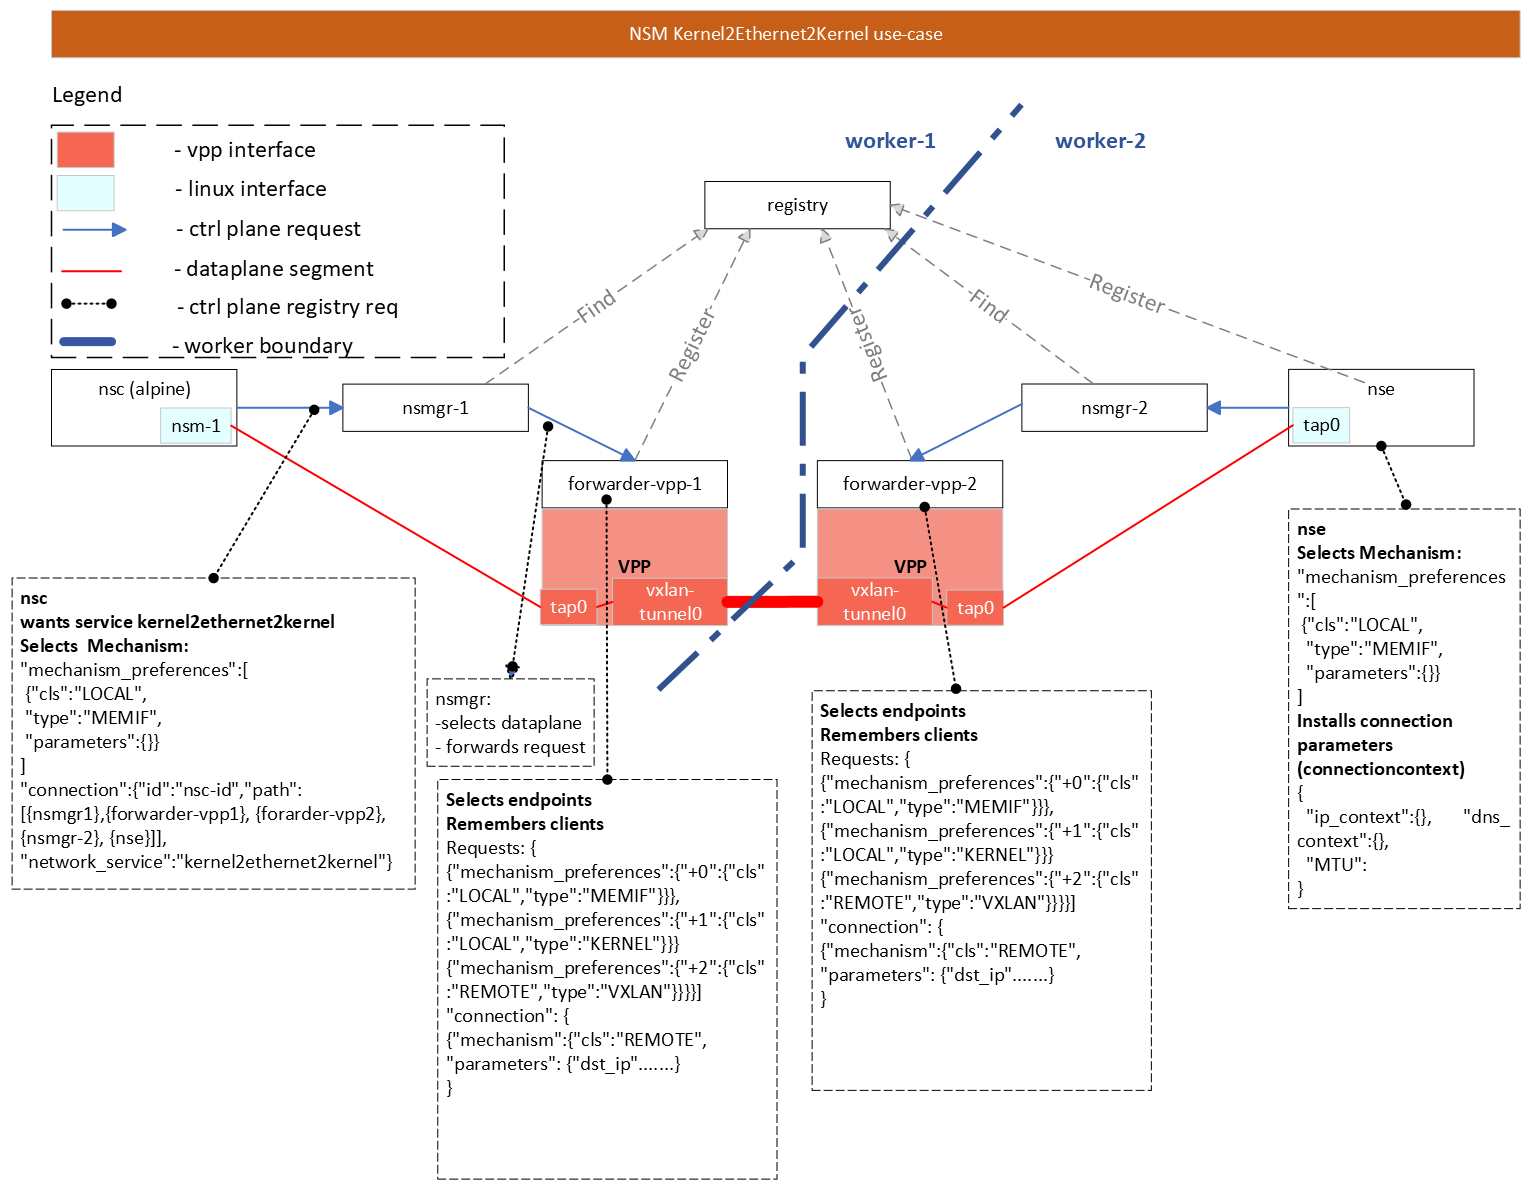 NSM Kernel2Ethernet2Kernel use-case
Legend
- vpp interface
- linux interface
- ctrl plane request
- dataplane segment
- ctrl plane registry req
- worker boundary
worker-1
worker-2
registry
Find
Register
Register
Find
Register
nsc (alpine)
nsm-1
nsmgr-1
nsmgr-2
nse
tap0
forwarder-vpp-1
forwarder-vpp-2
VPP
tap0
vxlan-
tunnel0
VPP
vxlan-
tunnel0
tap0
nsc
wants service kernel2ethernet2kernel
Selects  Mechanism:
"mechanism_preferences":[
{"cls":"LOCAL",
"type":"MEMIF",
"parameters":{}}
]
"connection":{"id":"nsc-id","path":
[{nsmgr1},{forwarder-vpp1}, {forarder-vpp2},
{nsmgr-2}, {nse}]],
"network_service":"kernel2ethernet2kernel"}
nsmgr:
-selects dataplane
- forwards request
Selects endpoints
Remembers clients
Requests: {
{"mechanism_preferences":{"+0":{"cls"
:"LOCAL","type":"MEMIF"}}},
{"mechanism_preferences":{"+1":{"cls"
:"LOCAL","type":"KERNEL"}}}
{"mechanism_preferences":{"+2":{"cls"
:"REMOTE","type":"VXLAN"}}}}]
"connection": {
{"mechanism":{"cls":"REMOTE",
"parameters": {"dst_ip".......}
}
Selects endpoints
Remembers clients
Requests: {
{"mechanism_preferences":{"+0":{"cls"
:"LOCAL","type":"MEMIF"}}},
{"mechanism_preferences":{"+1":{"cls"
:"LOCAL","type":"KERNEL"}}}
{"mechanism_preferences":{"+2":{"cls"
:"REMOTE","type":"VXLAN"}}}}]
"connection": {
{"mechanism":{"cls":"REMOTE",
"parameters": {"dst_ip".......}
}
nse
Selects Mechanism:
"mechanism_preferences
":[
{"cls":"LOCAL",
"type":"MEMIF",
"parameters":{}}
]
Installs connection
parameters
(connectioncontext)
{
"ip_context":{},      "dns_
context":{},
"MTU":
}